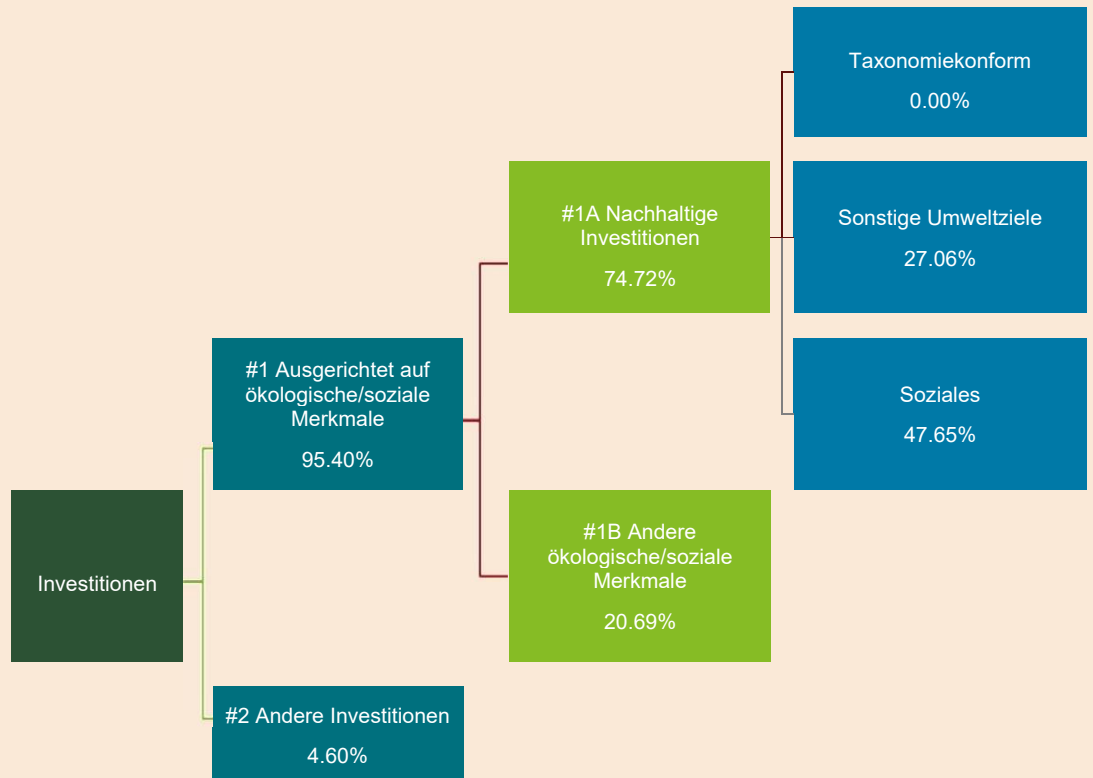 Investitionen
#1 Ausgerichtet auf
ökologische/soziale
Merkmale
95.40%
#2 Andere Investitionen
4.60%
#1A Nachhaltige
Investitionen
74.72%
#1B Andere
ökologische/soziale
Merkmale
20.69%
Taxonomiekonform
0.00%
Sonstige Umweltziele
27.06%
Soziales
47.65%